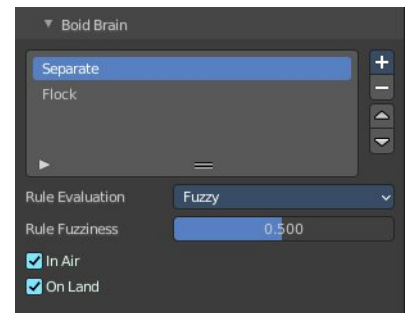 Boid Brain
Separate
Flock
Rule Evaluation Fuzzy
Rule Fuzziness 0.500
In Air
On Land